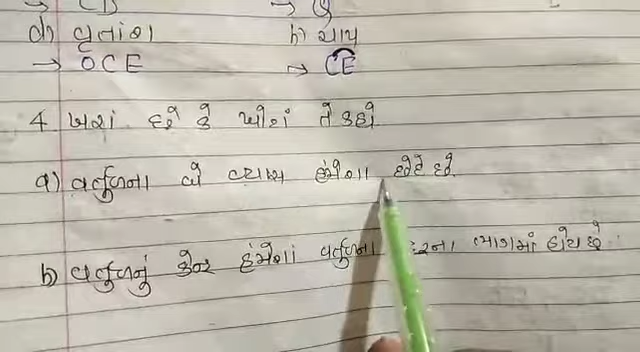 d) વૃતાંશ h) ચાપ
→ OCE → CE
4 ખરાં છે કે ખોટાં તે કહો
a) વર્તુળના બે વ્યાસ હંમેશા છેદે છે.
b) વર્તુળનું કેન્દ્ર હંમેશાં વર્તુળના દરના ભાગમાં હોય છે.